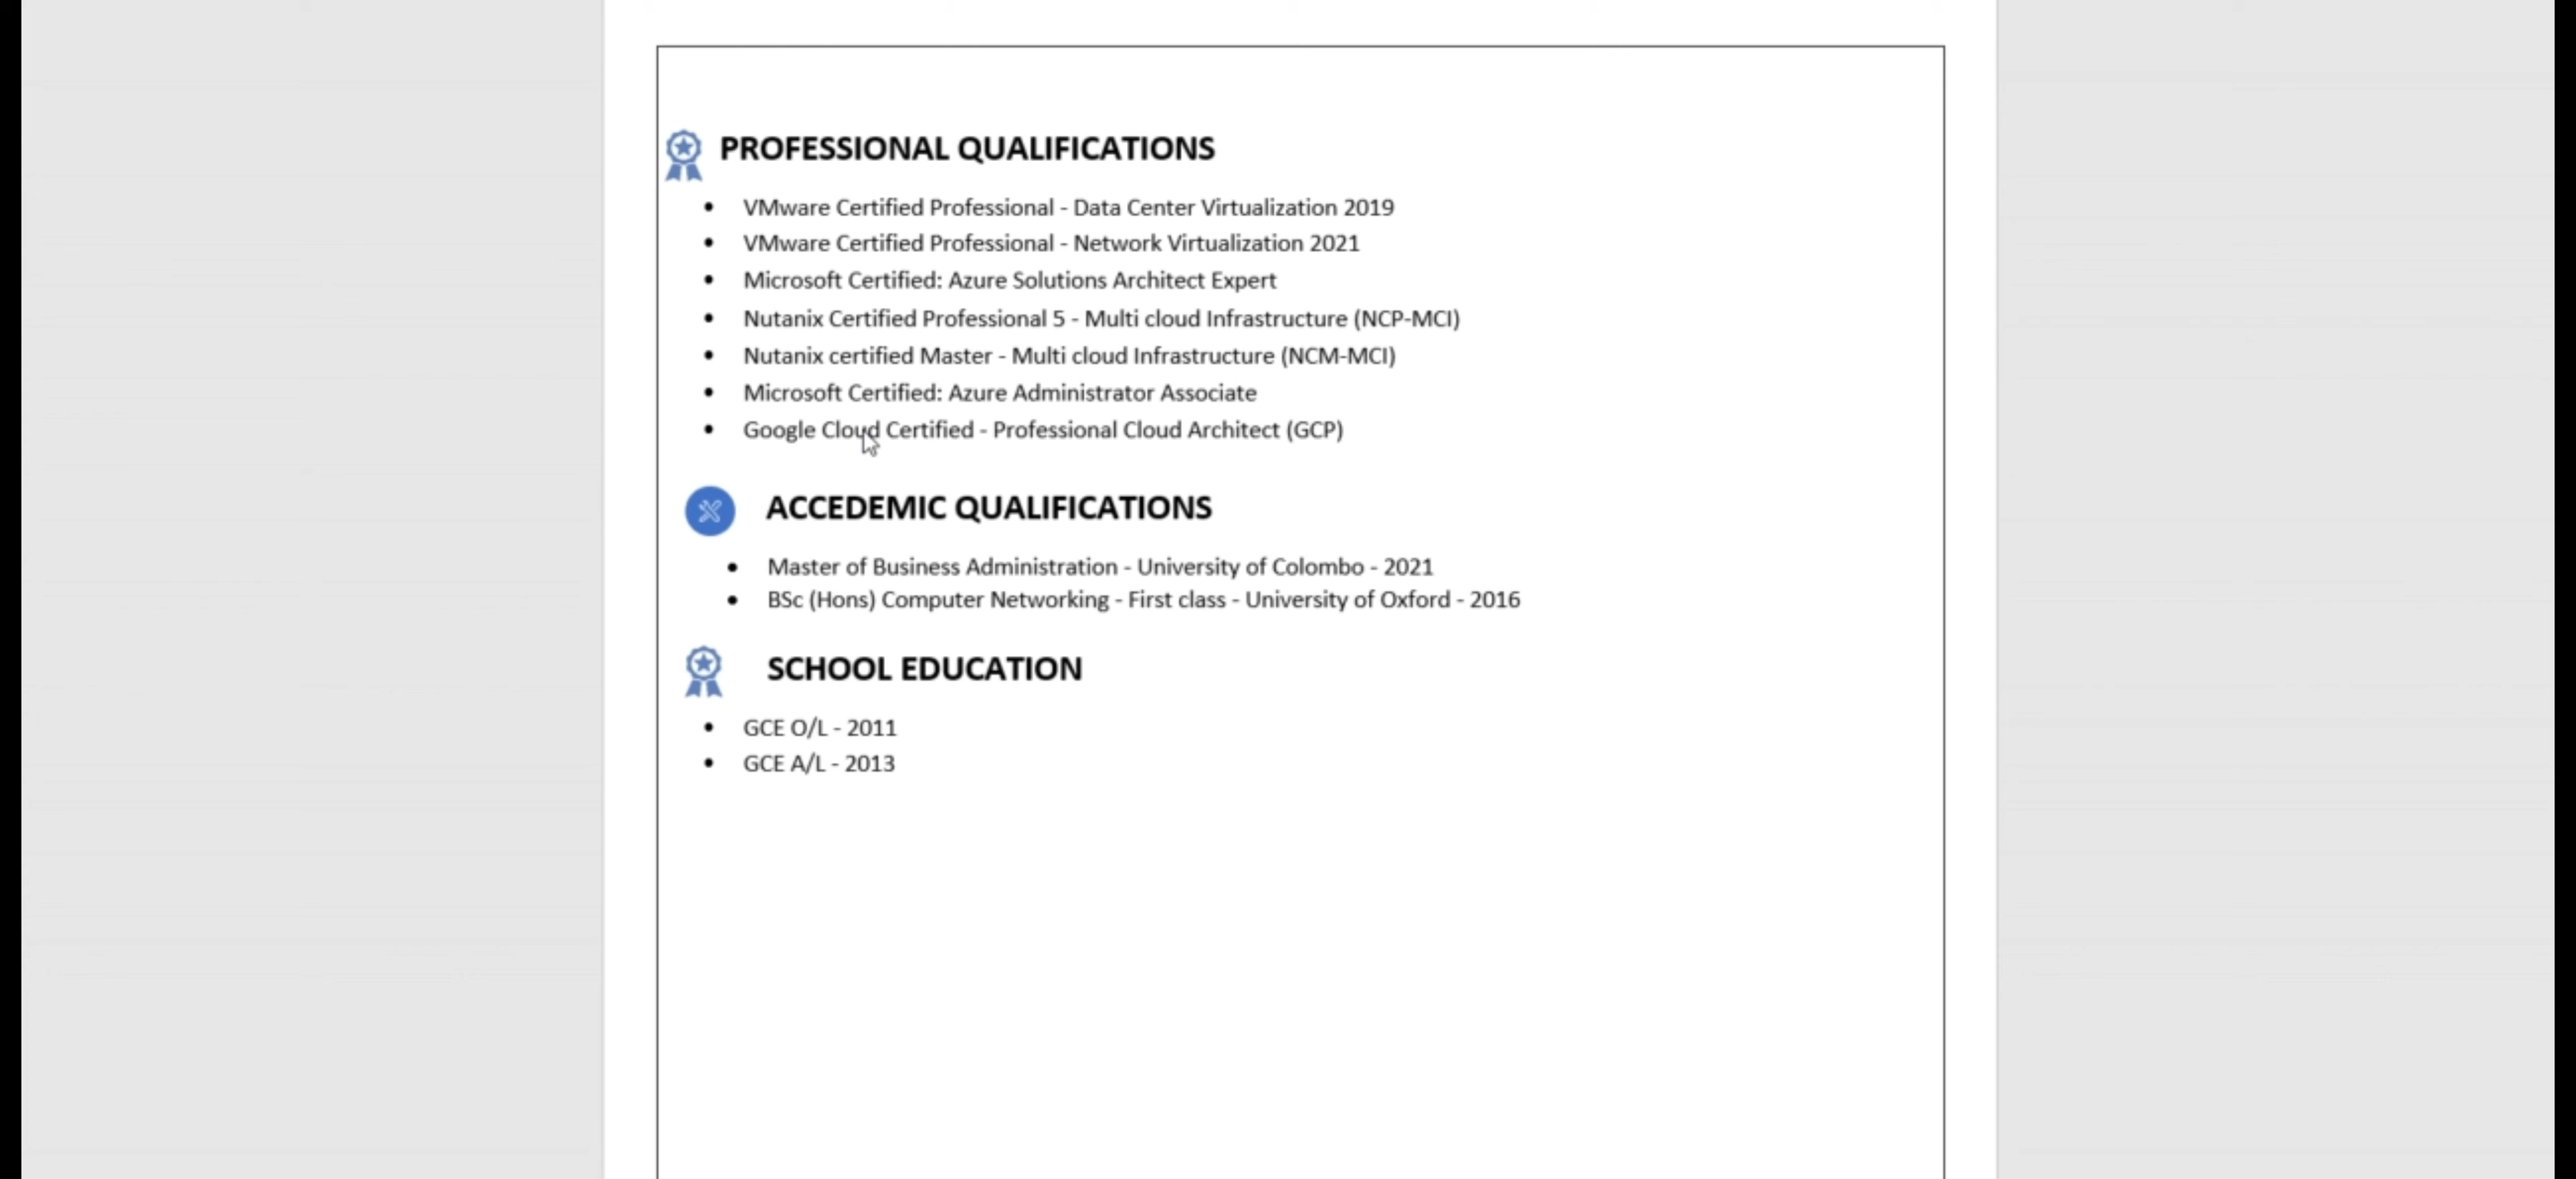 PROFESSIONAL QUALIFICATIONS
• VMware Certified Professional - Data Center Virtualization 2019
• VMware Certified Professional - Network Virtualization 2021
• Microsoft Certified: Azure Solutions Architect Expert
• Nutanix Certified Professional 5 - Multi cloud Infrastructure (NCP-MCI)
• Nutanix certified Master - Multi cloud Infrastructure (NCM-MCI)
• Microsoft Certified: Azure Administrator Associate
• Google Cloud Certified - Professional Cloud Architect (GCP)
ACCEDEMIC QUALIFICATIONS
• Master of Business Administration - University of Colombo - 2021
• BSc (Hons) Computer Networking - First class - University of Oxford - 2016
SCHOOL EDUCATION
• GCE O/L - 2011
• GCE A/L - 2013